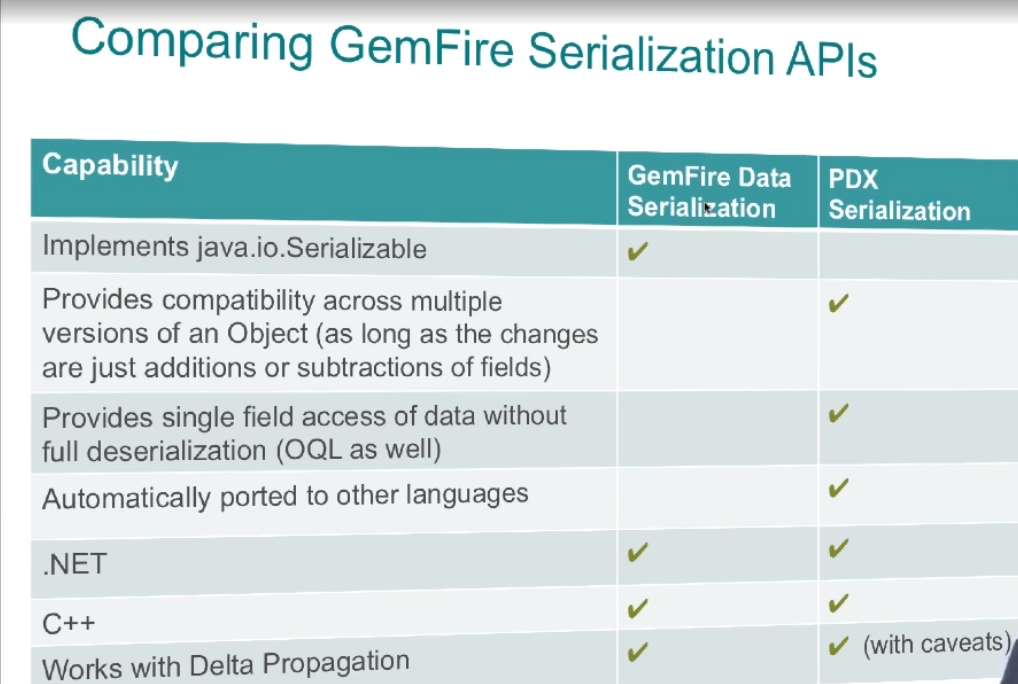 Comparing GemFire Serialization APIs
Capability
GemFire Data
Serialization
PDX
Serialization
Implements java.io.Serializable
✔
Provides compatibility across multiple
versions of an Object (as long as the changes
are just additions or subtractions of fields)
✔
Provides single field access of data without
full deserialization (OQL as well)
✔
Automatically ported to other languages
✔
.NET
✔ ✔
C++
✔ ✔
Works with Delta Propagation
✔ ✔ (with caveats)